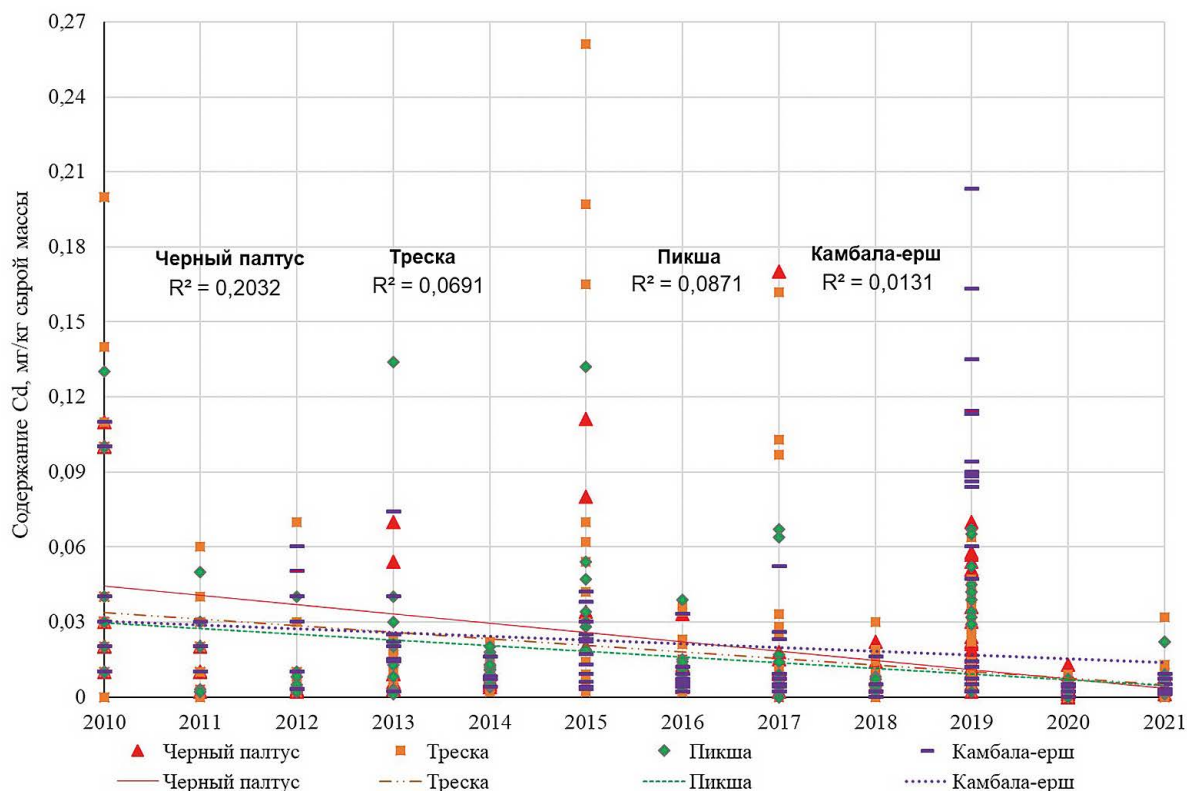 0,27
0,24
0,21
0,18
0,15
0,12
0,09
0,06
0,03
0
Содержание Cd, мг/кг сырой массы
Черный палтус
R² = 0,2032
Треска
R² = 0,0691
Пикша
R² = 0,0871
Камбала-ерш
R² = 0,0131
2010 2011 2012 2013 2014 2015 2016 2017 2018 2019 2020 2021
Черный палтус Треска Пикша Камбала-ерш
Черный палтус Треска Пикша Камбала-ерш